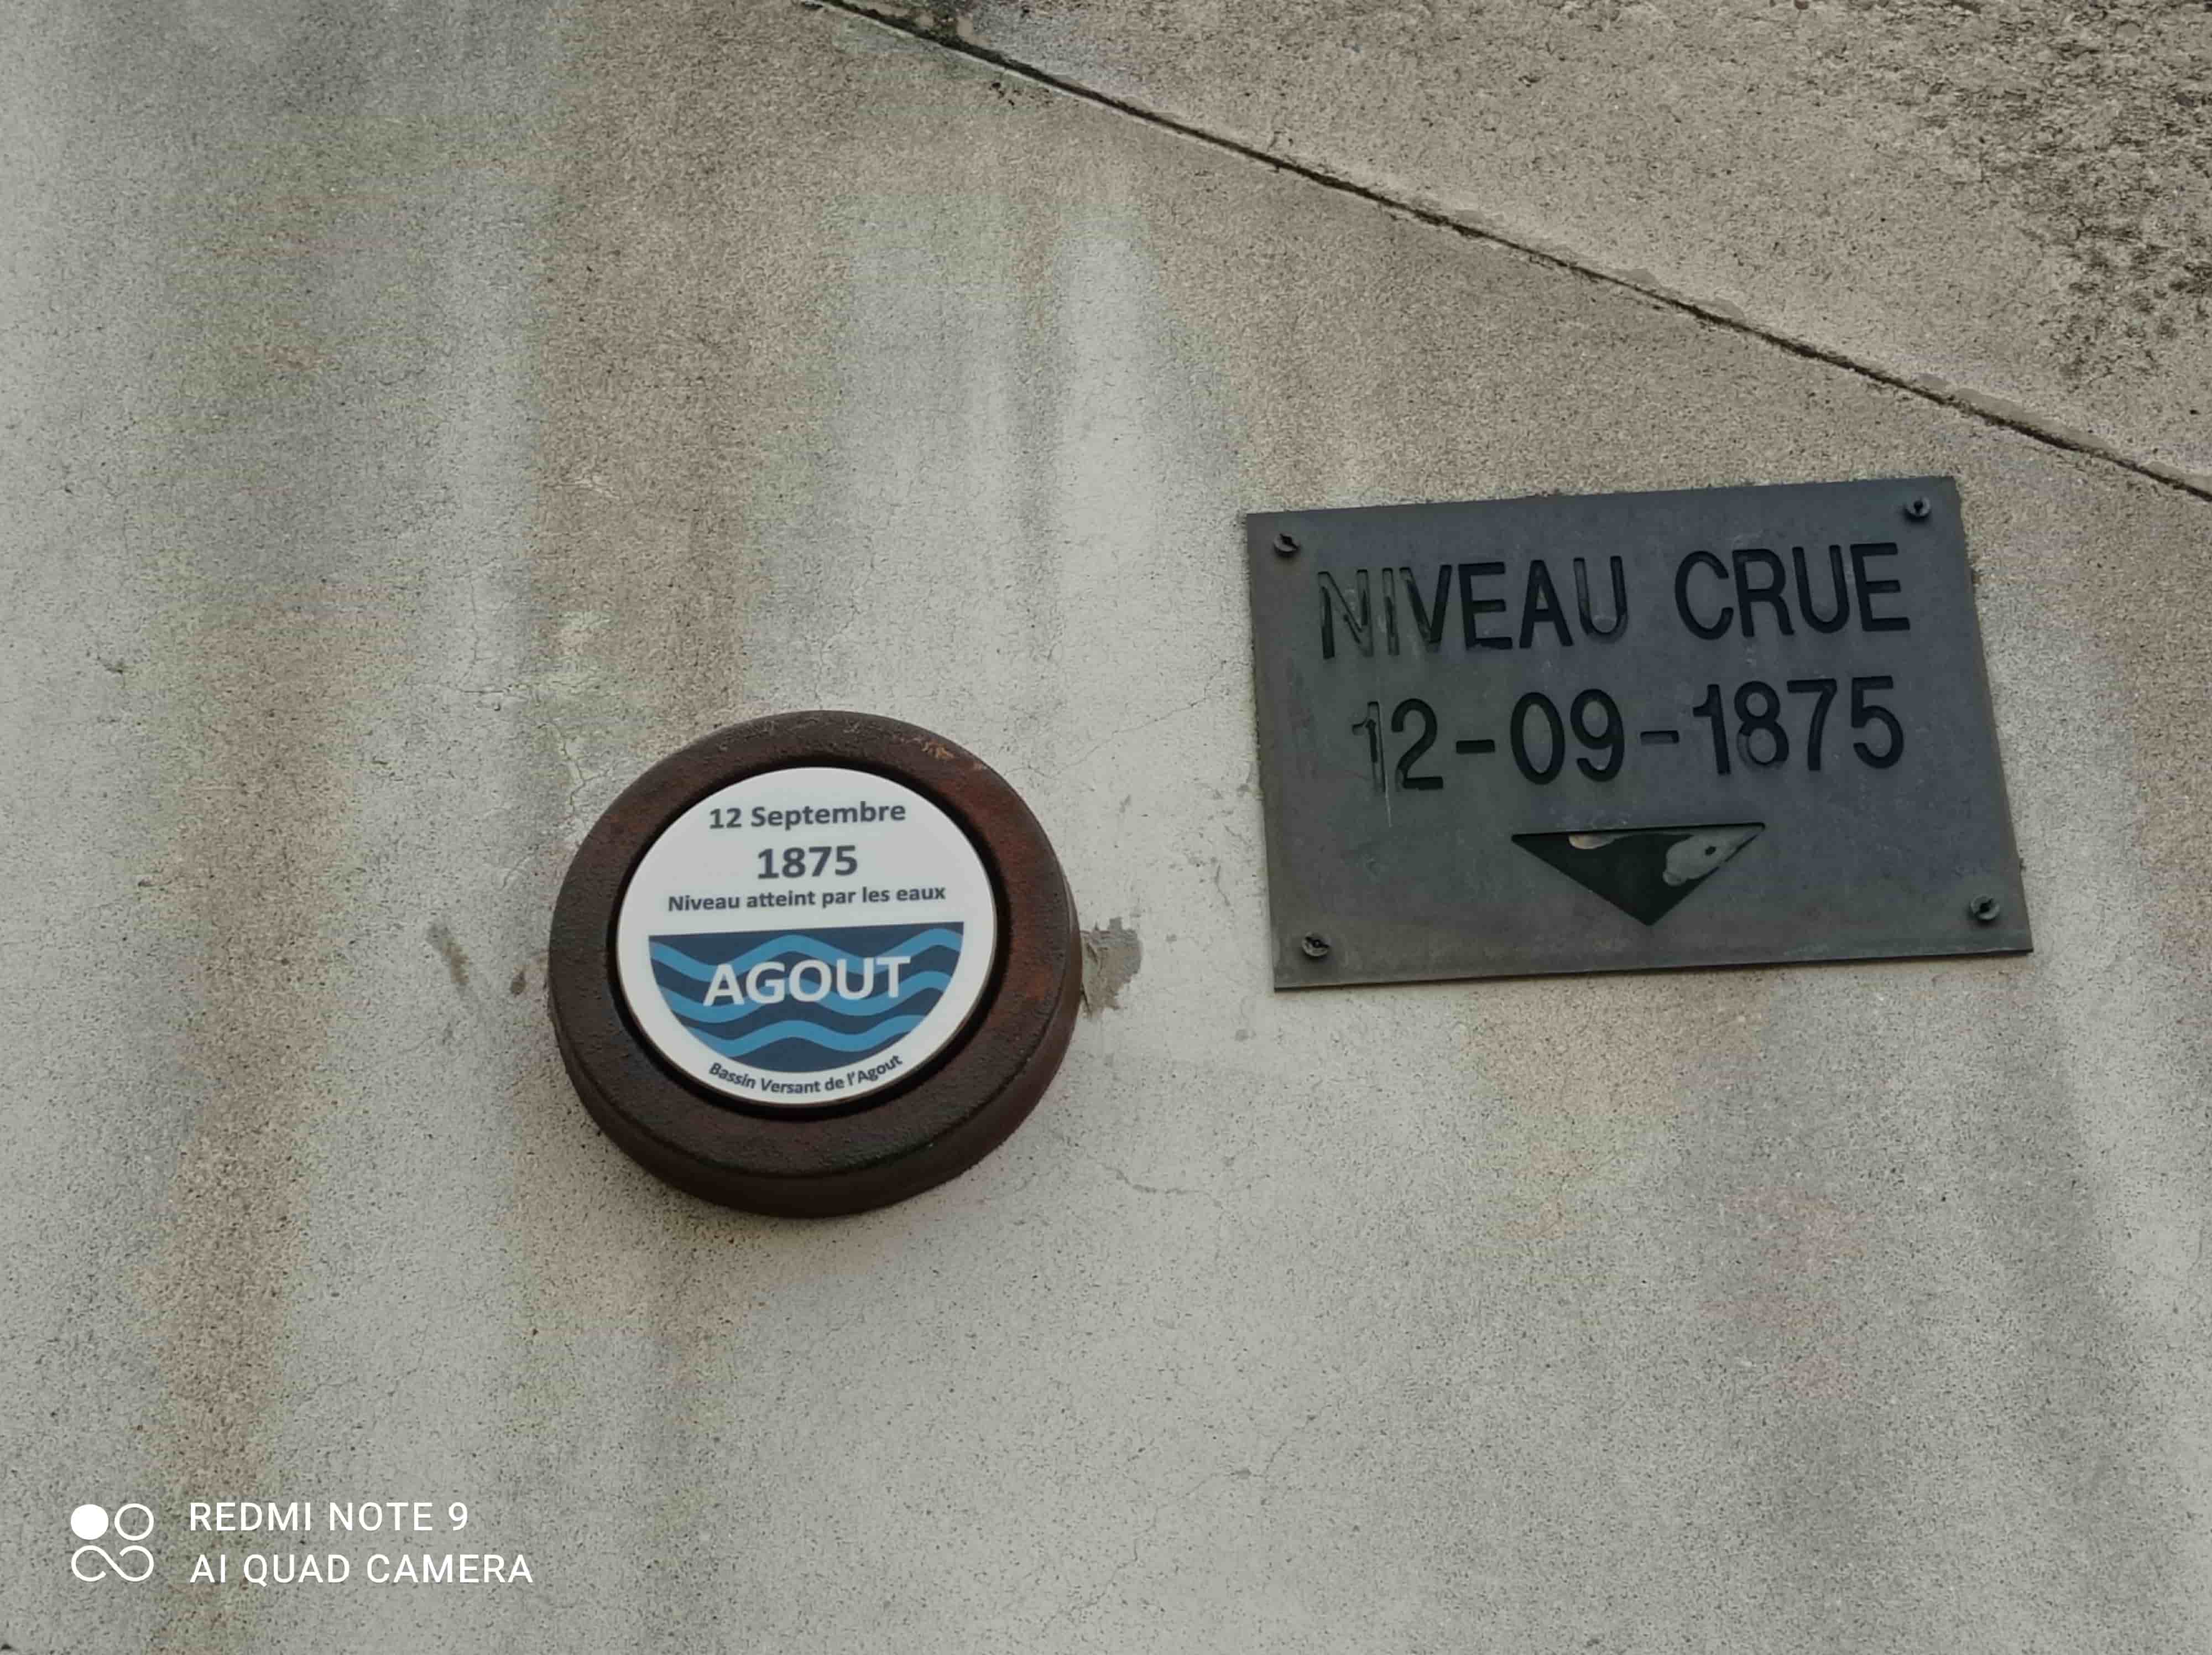 NIVEAU CRUE
12-09-1875
12 Septembre
1875
Niveau atteint par les eaux
AGOUT
Bassin Versant de l'Agout
REDMI NOTE 9
AI QUAD CAMERA